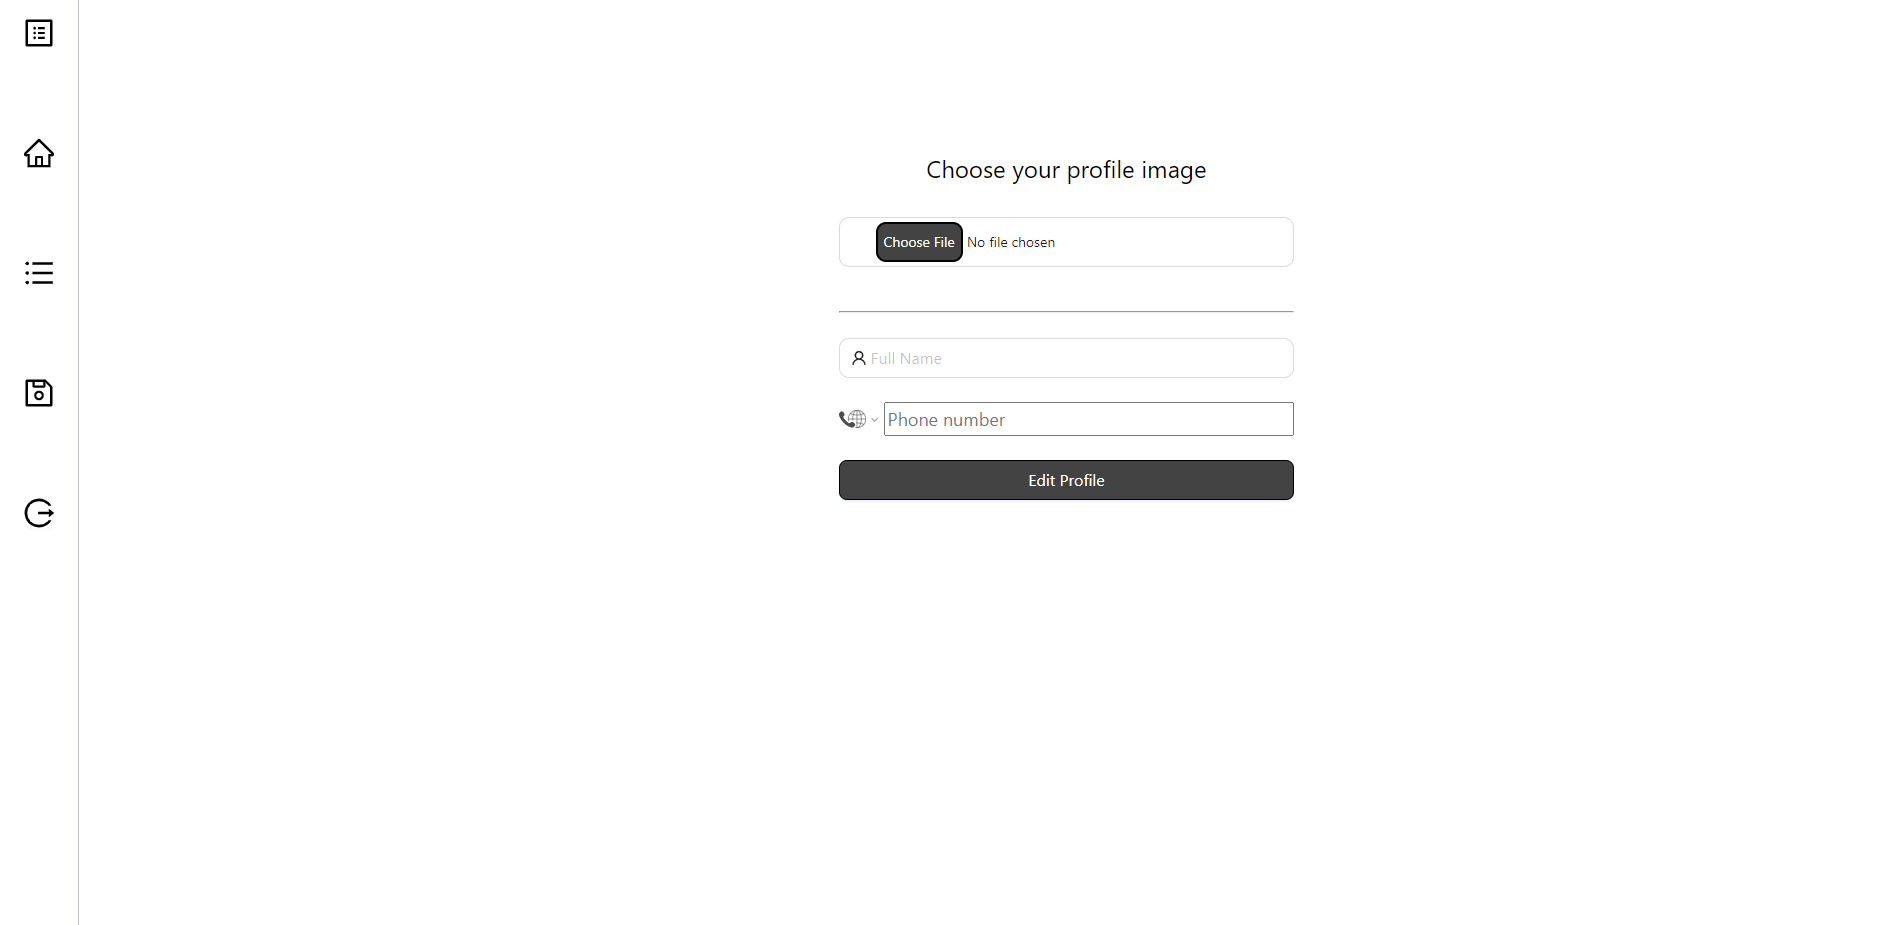 Choose your profile image
Choose File No file chosen
Full Name
Phone number
Edit Profile